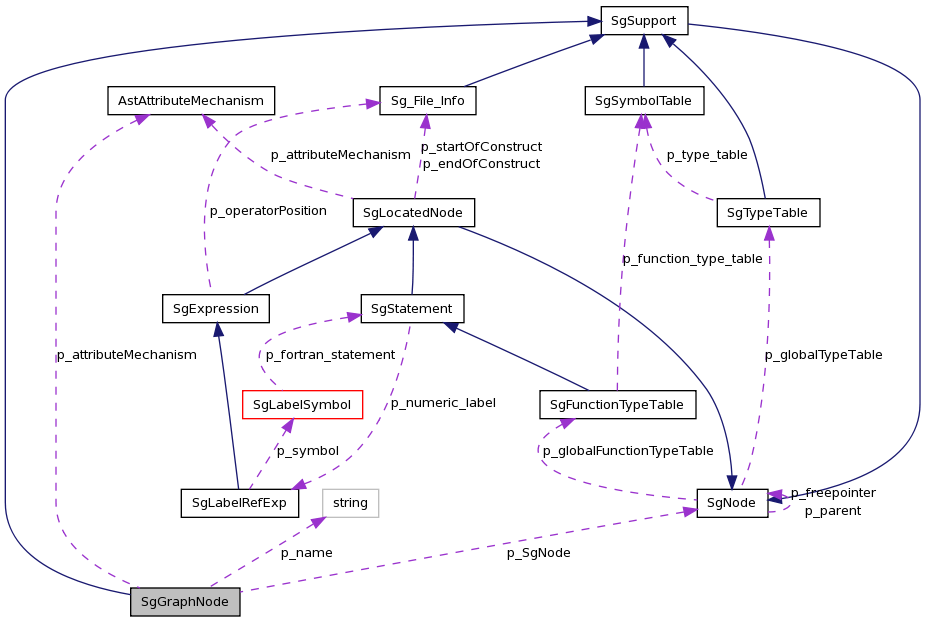 SgSupport
AstAttributeMechanism
Sg_File_Info
SgSymbolTable
p_startOfConstruct
p_endOfConstruct
p_attributeMechanism
p_type_table
p_operatorPosition
SgLocatedNode
SgTypeTable
p_function_type_table
SgExpression
SgStatement
p_attributeMechanism
p_fortran_statement
p_globalTypeTable
SgLabelSymbol
p_numeric_label
SgFunctionTypeTable
p_symbol
p_globalFunctionTypeTable
SgLabelRefExp
string
SgNode
p_freepointer
p_parent
p_name
p_SgNode
SgGraphNode